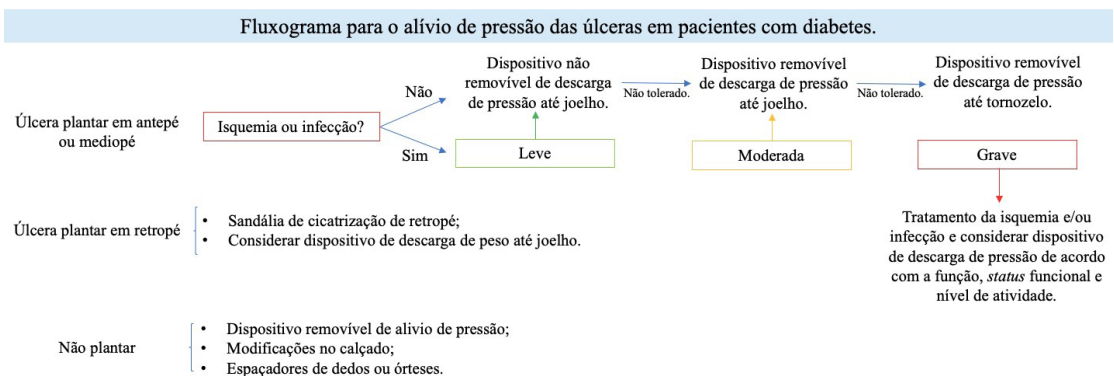 Fluxograma para o alívio de pressão das úlceras em pacientes com diabetes.
Úlcera plantar em antepé
ou mediopé
Isquemia ou infecção?
Não
Sim
Dispositivo não
removível de descarga
de pressão até joelho.
Não tolerado.
Dispositivo removível
de descarga de pressão
até joelho.
Não tolerado.
Dispositivo removível
de descarga de pressão
até tornozelo.
Leve
Moderada
Grave
Tratamento da isquemia e/ou
infecção e considerar dispositivo
de descarga de pressão de acordo
com a função, status funcional e
nível de atividade.
Úlcera plantar em retropé
• Sandália de cicatrização de retropé;
• Considerar dispositivo de descarga de peso até joelho.
Não plantar
• Dispositivo removível de alivio de pressão;
• Modificações no calçado;
• Espaçadores de dedos ou órteses.